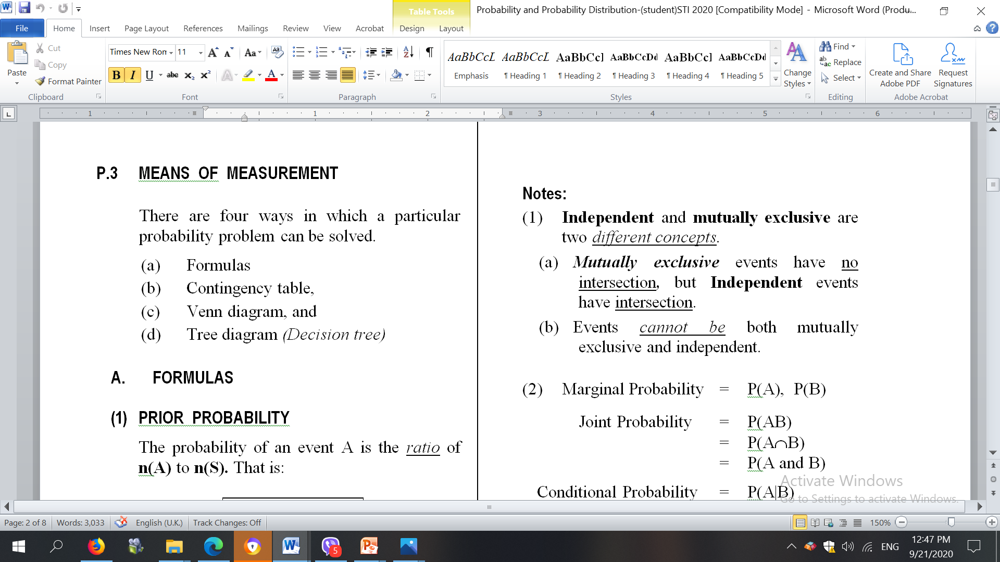 Table Tools
Probability and Probability Distribution-(student)STI 2020 [Compatibility Mode] - Microsoft Word (Produ...
File Home Insert Page Layout References Mailings Review View Acrobat Design Layout
Paste
Cut
Copy
Format Painter
Clipboard
Times New Ron 11
Font
Paragraph
AaBbCcL AaBbCcL AaBbCc] AaBbCcDd AaBbCc] AaBbCcDd
Emphasis ¶ Heading 1 ¶ Heading 2 ¶ Heading 3 ¶ Heading 4 ¶ Heading 5
Styles
Change Styles
Find
Replace
Select
Editing
Create and Share Adobe PDF
Request Signatures
Adobe Acrobat
1 1 2 3 4 5 6
P.3 MEANS OF MEASUREMENT
There are four ways in which a particular
probability problem can be solved.
(a) Formulas
(b) Contingency table,
(c) Venn diagram, and
(d) Tree diagram (Decision tree)
A. FORMULAS
(1) PRIOR PROBABILITY
The probability of an event A is the ratio of
n(A) to n(S). That is:
Notes:
(1) Independent and mutually exclusive are
two different concepts.
(a) Mutually exclusive events have no
intersection, but Independent events
have intersection.
(b) Events cannot be both mutually
exclusive and independent.
(2) Marginal Probability = P(A), P(B)
Joint Probability = P(AB)
= P(A∩B)
= P(A and B)
Conditional Probability = P(A|B)
Activate Windows
Go to Settings to activate Windows.
Page: 2 of 8 Words: 3,033 English (U.K.) Track Changes: Off 150%
5
ENG
12:47 PM
9/21/2020